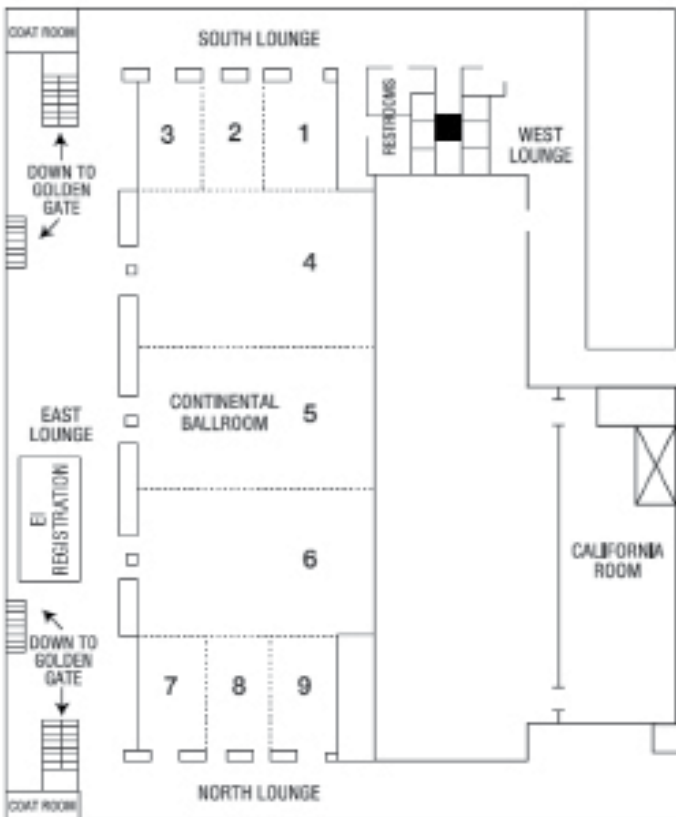 COAT ROOM
SOUTH LOUNGE
3
2
1
RESTROOMS
WEST
LOUNGE
DOWN TO
GOLDEN
GATE
4
CONTINENTAL
BALLROOM
5
EAST
LOUNGE
EI
REGISTRATION
6
CALIFORNIA
ROOM
DOWN TO
GOLDEN
GATE
7
8
9
NORTH LOUNGE
COAT ROOM